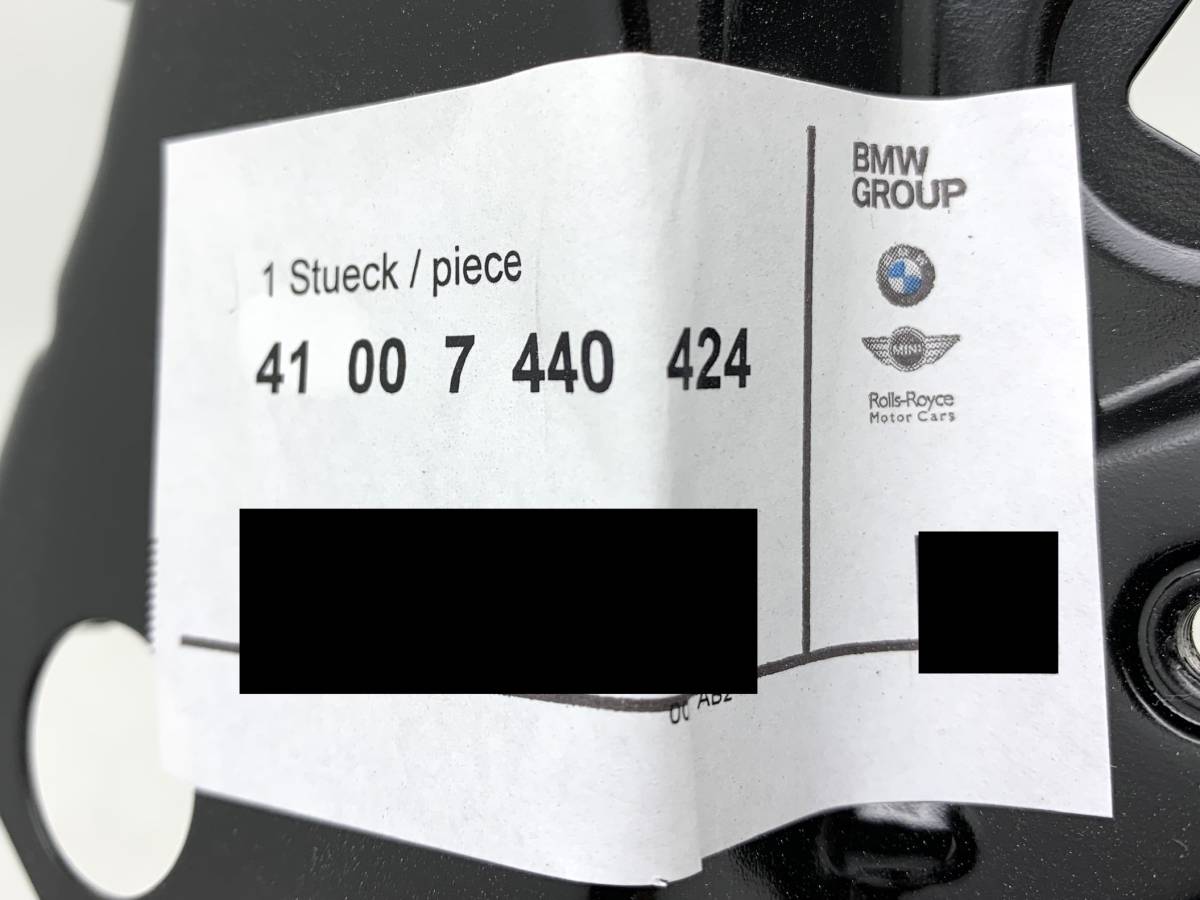 1 Stueck / piece
41 00 7 440 424
BMW
GROUP
MINI
Rolls-Royce
Motor Cars